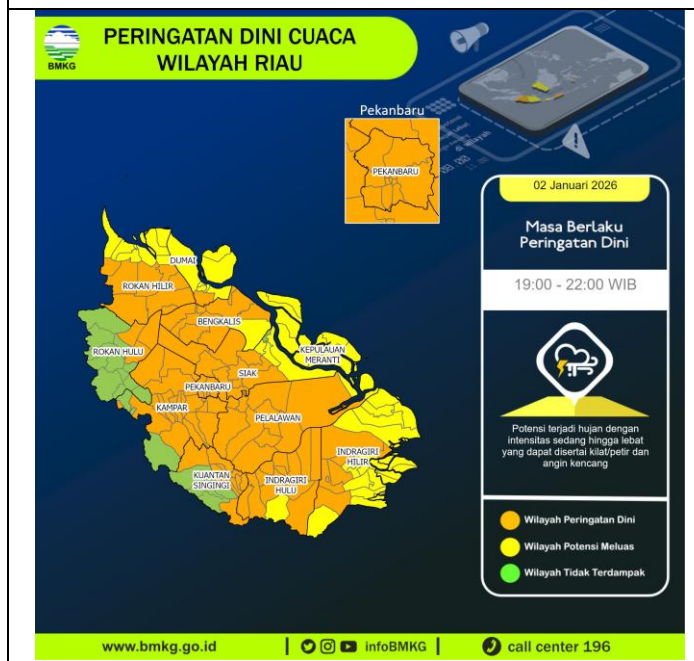 BMKG
PERINGATAN DINI CUACA
WILAYAH RIAU
Pekanbaru
PEKANBARU
02 Januari 2026
Masa Berlaku
Peringatan Dini
19:00 - 22:00 WIB
Potensi terjadi hujan dengan
intensitas sedang hingga lebat
yang dapat disertai kilat/petir dan
angin kencang
Wilayah Peringatan Dini
Wilayah Potensi Meluas
Wilayah Tidak Terdampak
DUMAI
ROKAN HILIR
BENGKALIS
ROKAN HULU
KEPULAUAN
MERANTI
SIAK
PEKANBARU
KAMPAR
PELALAWAN
INDRAGIRI
HILIR
KUANTAN
SINGINGI
INDRAGIRI
HULU
www.bmkg.go.id
infoBMKG
call center 196